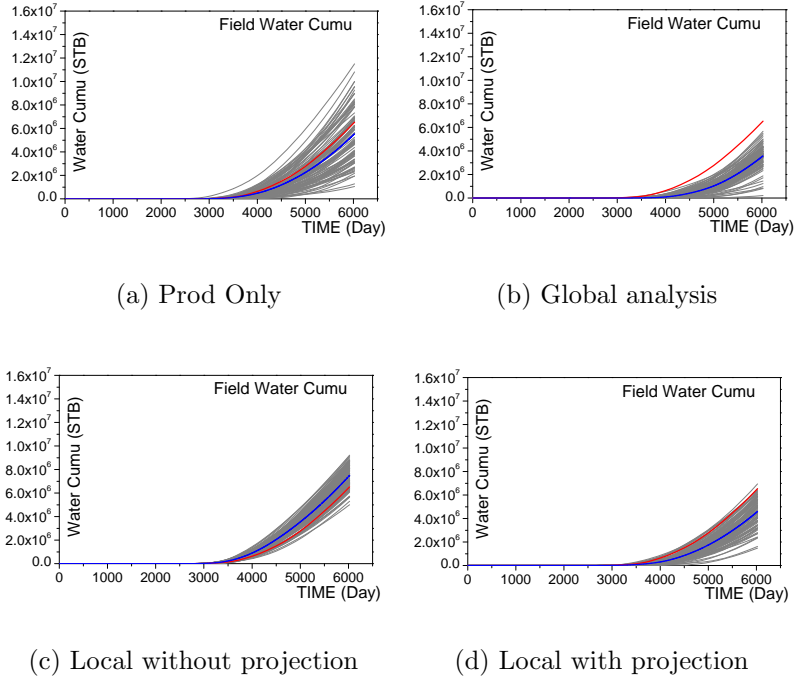 Field Water Cumu
Water Cumu (STB)
1.6x10^7
1.4x10^7
1.2x10^7
1.0x10^7
8.0x10^6
6.0x10^6
4.0x10^6
2.0x10^6
0.0
0 1000 2000 3000 4000 5000 6000
TIME (Day)
(a) Prod Only
Field Water Cumu
Water Cumu (STB)
1.6x10^7
1.4x10^7
1.2x10^7
1.0x10^7
8.0x10^6
6.0x10^6
4.0x10^6
2.0x10^6
0.0
0 1000 2000 3000 4000 5000 6000
TIME (Day)
(b) Global analysis
Field Water Cumu
Water Cumu (STB)
1.6x10^7
1.4x10^7
1.2x10^7
1.0x10^7
8.0x10^6
6.0x10^6
4.0x10^6
2.0x10^6
0.0
0 1000 2000 3000 4000 5000 6000
TIME (Day)
(c) Local without projection
Field Water Cumu
Water Cumu (STB)
1.6x10^7
1.4x10^7
1.2x10^7
1.0x10^7
8.0x10^6
6.0x10^6
4.0x10^6
2.0x10^6
0.0
0 1000 2000 3000 4000 5000 6000
TIME (Day)
(d) Local with projection